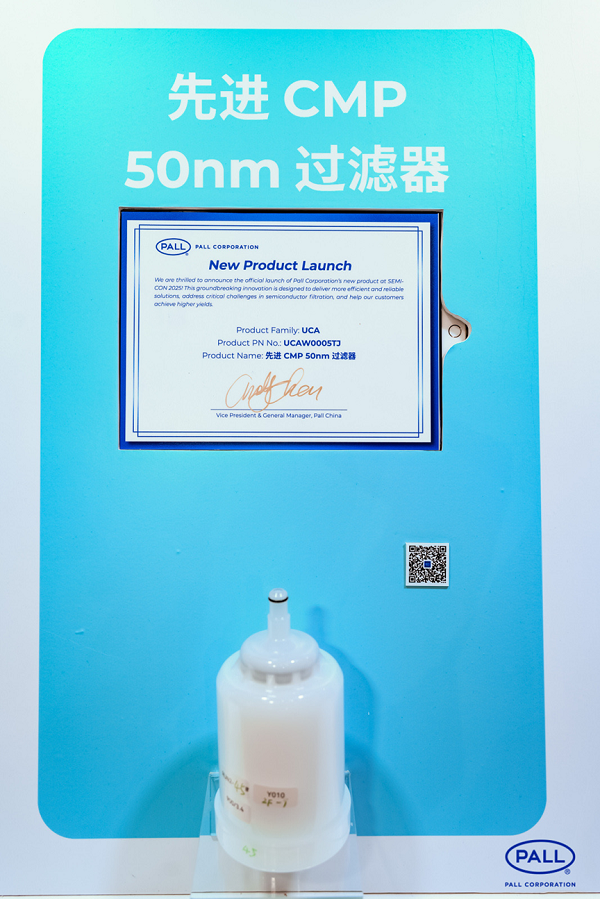 先进 CMP
50nm 过滤器
PALL
PALL CORPORATION
New Product Launch
We are thrilled to announce the official launch of Pall Corporation's new product at SEMI-
CON 2025! This groundbreaking innovation is designed to deliver more efficient and reliable
solutions, address critical challenges in semiconductor filtration, and help our customers
achieve higher yields.
Product Family: UCA
Product PN No.: UCAW0005TJ
Product Name: 先进 CMP 50nm 过滤器
Vice President & General Manager, Pall China
Y010
45
PALL®
PALL CORPORATION